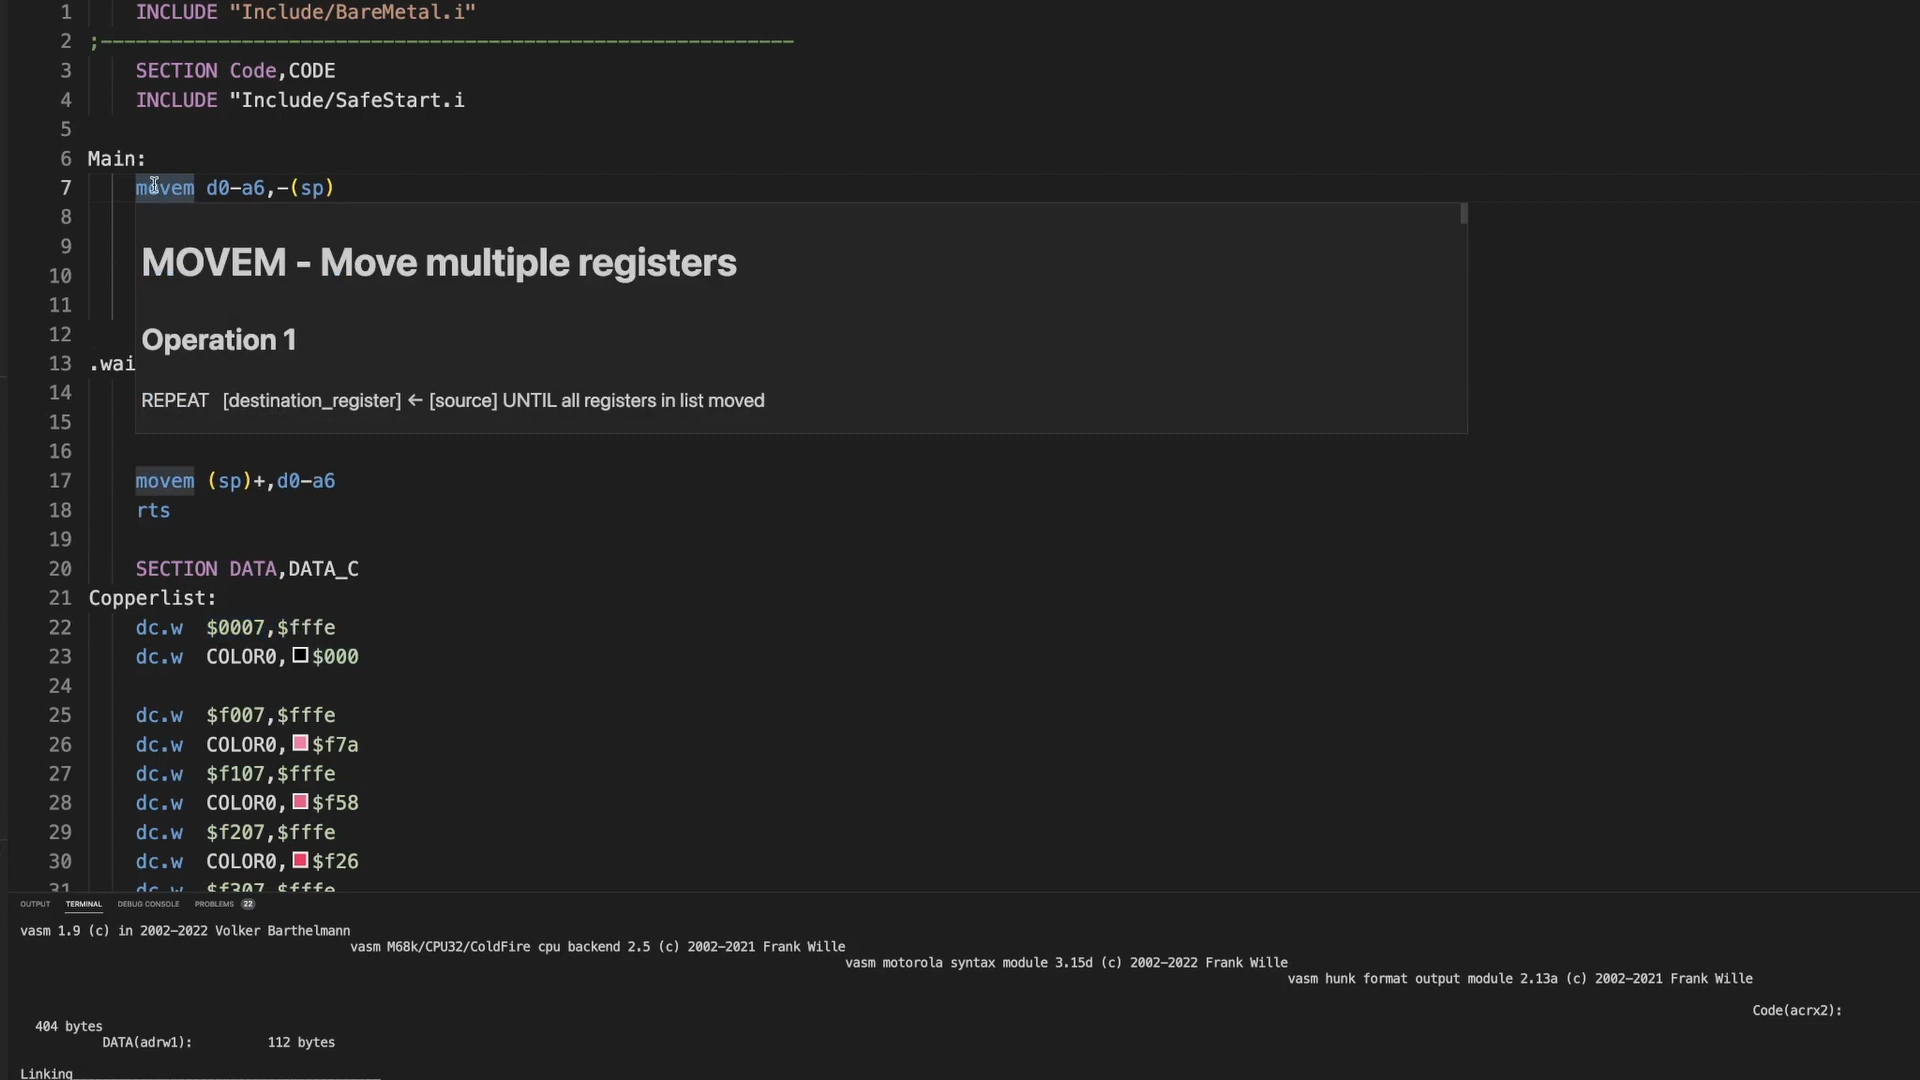 1 INCLUDE "Include/BareMetal.i"
2 ;-----------------------------------------------------------
3 SECTION Code,CODE
4 INCLUDE "Include/SafeStart.i
5
6 Main:
7 movem d0-a6,-(sp)
8
MOVEM - Move multiple registers
9
10
11
Operation 1
12
13 .wai
14
REPEAT [destination_register] ← [source] UNTIL all registers in list moved
15
16
17 movem (sp)+,d0-a6
18 rts
19
20 SECTION DATA,DATA_C
21 Copperlist:
22 dc.w $0007,$fffe
23 dc.w COLOR0,$000
24
25 dc.w $f007,$fffe
26 dc.w COLOR0,$f7a
27 dc.w $f107,$fffe
28 dc.w COLOR0,$f58
29 dc.w $f207,$fffe
30 dc.w COLOR0,$f26
31 dc.w $f307,$fffe
OUTPUT TERMINAL DEBUG CONSOLE PROBLEMS 22
vasm 1.9 (c) in 2002-2022 Volker Barthelmann
vasm M68k/CPU32/ColdFire cpu backend 2.5 (c) 2002-2021 Frank Wille
vasm motorola syntax module 3.15d (c) 2002-2022 Frank Wille
vasm hunk format output module 2.13a (c) 2002-2021 Frank Wille
Code(acrx2):
404 bytes
DATA(adrw1): 112 bytes
Linking